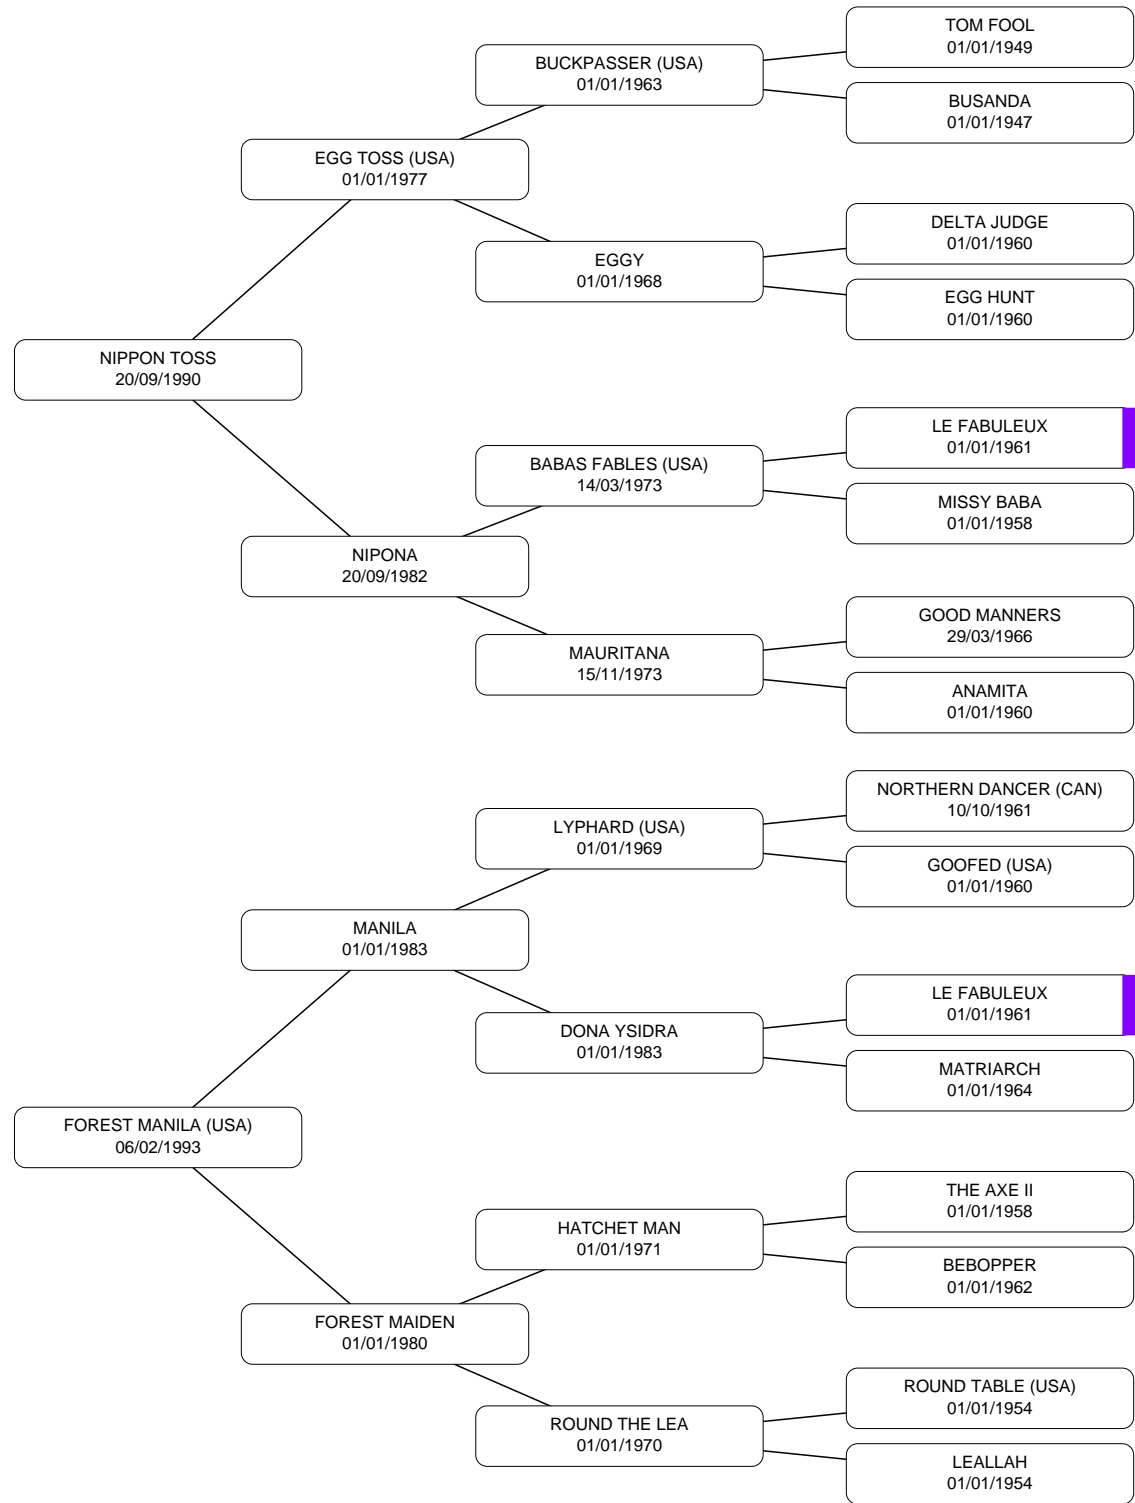 TOM FOOL
01/01/1949
BUCKPASSER (USA)
01/01/1963
BUSANDA
01/01/1947
EGG TOSS (USA)
01/01/1977
DELTA JUDGE
01/01/1960
EGGY
01/01/1968
EGG HUNT
01/01/1960
NIPPON TOSS
20/09/1990
LE FABULEUX
01/01/1961
BABAS FABLES (USA)
14/03/1973
MISSY BABA
01/01/1958
NIPONA
20/09/1982
GOOD MANNERS
29/03/1966
MAURITANA
15/11/1973
ANAMITA
01/01/1960
NORTHERN DANCER (CAN)
10/10/1961
LYPHARD (USA)
01/01/1969
GOOFED (USA)
01/01/1960
MANILA
01/01/1983
LE FABULEUX
01/01/1961
DONA YSIDRA
01/01/1983
MATRIARCH
01/01/1964
FOREST MANILA (USA)
06/02/1993
THE AXE II
01/01/1958
HATCHET MAN
01/01/1971
BEBOPPER
01/01/1962
FOREST MAIDEN
01/01/1980
ROUND TABLE (USA)
01/01/1954
ROUND THE LEA
01/01/1970
LEALLAH
01/01/1954